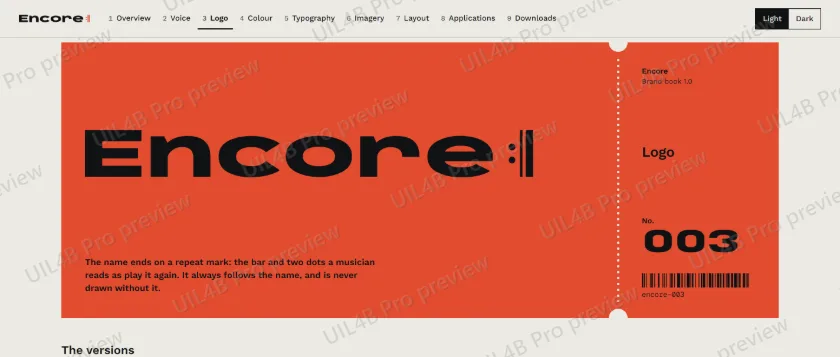 Encore
1 Overview
2 Voice
3 Logo
4 Colour
5 Typography
6 Imagery
7 Layout
8 Applications
9 Downloads
Light
Dark
Encore
The name ends on a repeat mark: the bar and two dots a musician
reads as play it again. It always follows the name, and is never
drawn without it.
Encore
Brand book 1.0
Logo
No.
003
encore-003
The versions
UIL4B Pro preview